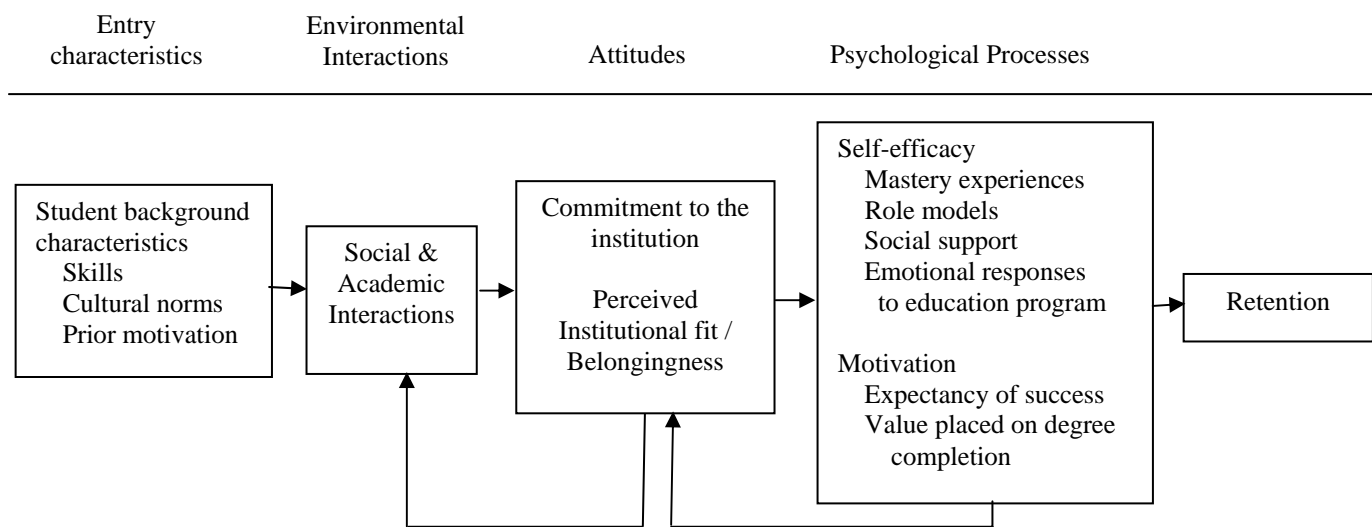 Entry
characteristics
Environmental
Interactions
Attitudes
Psychological Processes
Student background
characteristics
Skills
Cultural norms
Prior motivation
Social &
Academic
Interactions
Commitment to the
institution
Perceived
Institutional fit /
Belongingness
Self-efficacy
Mastery experiences
Role models
Social support
Emotional responses
to education program
Motivation
Expectancy of success
Value placed on degree
completion
Retention